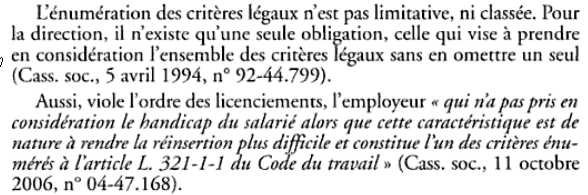 L'énumération des critères légaux n'est pas limitative, ni classée. Pour
la direction, il n'existe qu'une seule obligation, celle qui vise à prendre
en considération l'ensemble des critères légaux sans en omettre un seul
(Cass. soc., 5 avril 1994, n° 92-44.799).
Aussi, viole l'ordre des licenciements, l'employeur « qui n'a pas pris en
considération le handicap du salarié alors que cette caractéristique est de
nature à rendre la réinsertion plus difficile et constitue l'un des critères énu-
mérés à l'article L. 321-1-1 du Code du travail » (Cass. soc., 11 octobre
2006, n° 04-47.168).